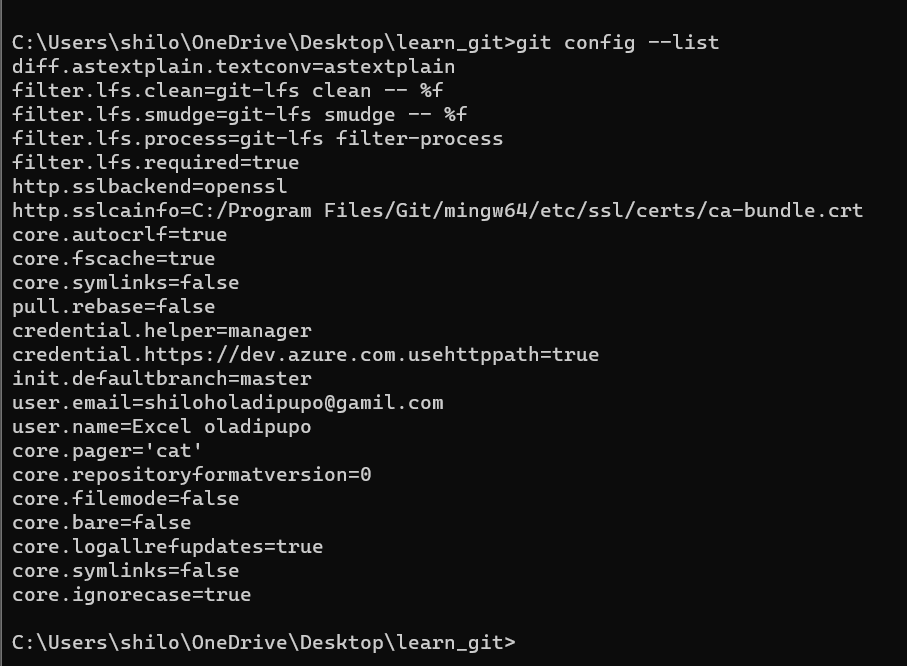 C:\Users\shilo\OneDrive\Desktop\learn_git>git config --list
diff.astextplain.textconv=astextplain
filter.lfs.clean=git-lfs clean -- %f
filter.lfs.smudge=git-lfs smudge -- %f
filter.lfs.process=git-lfs filter-process
filter.lfs.required=true
http.sslbackend=openssl
http.sslcainfo=C:/Program Files/Git/mingw64/etc/ssl/certs/ca-bundle.crt
core.autocrlf=true
core.fscache=true
core.symlinks=false
pull.rebase=false
credential.helper=manager
credential.https://dev.azure.com.usehttppath=true
init.defaultbranch=master
user.email=shiloholadipupo@gamil.com
user.name=Excel oladipupo
core.pager='cat'
core.repositoryformatversion=0
core.filemode=false
core.bare=false
core.logallrefupdates=true
core.symlinks=false
core.ignorecase=true
C:\Users\shilo\OneDrive\Desktop\learn_git>